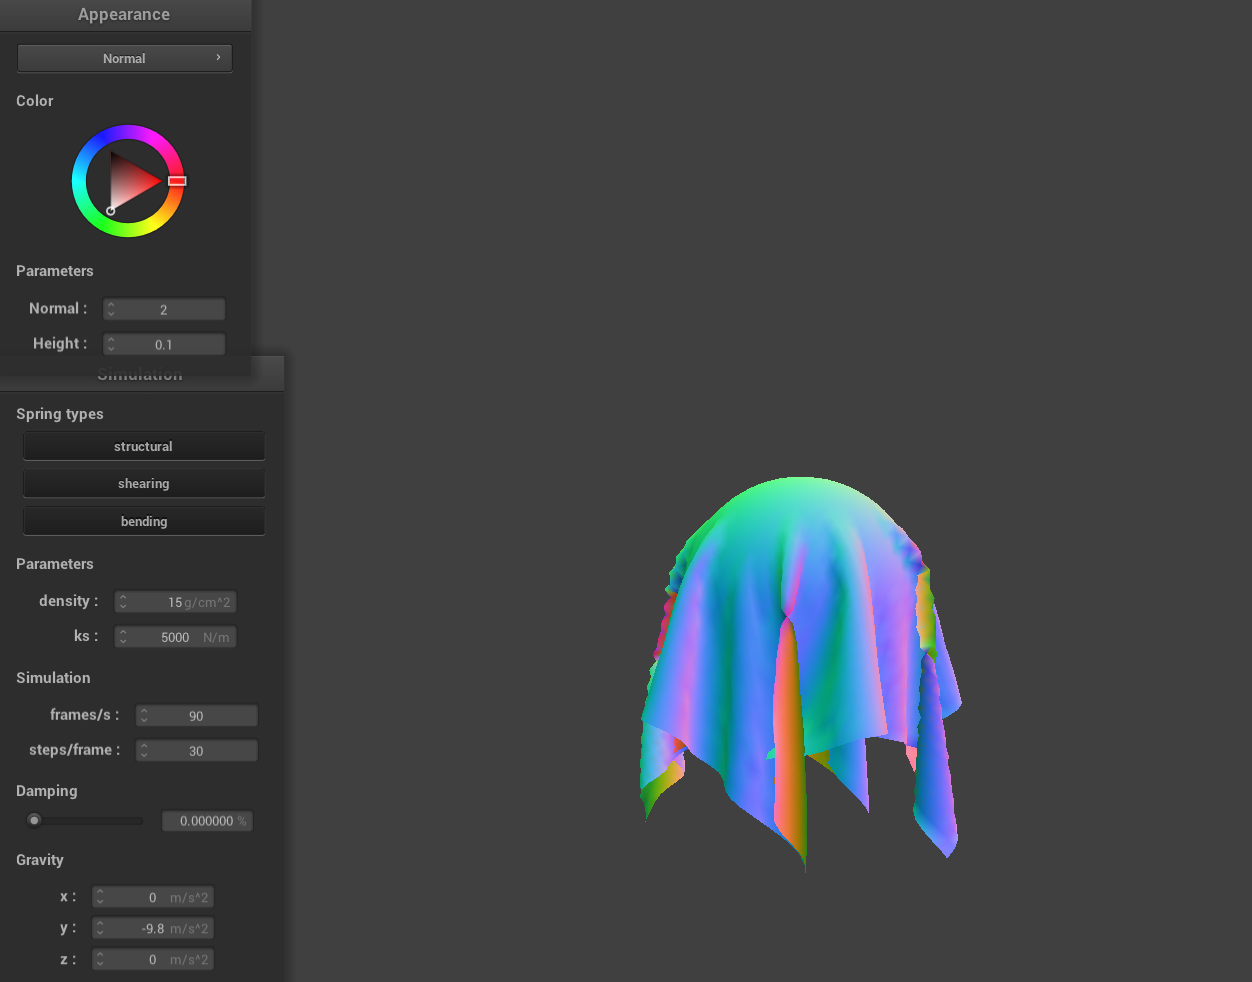 Appearance
Normal
Color
Parameters
Normal : 2
Height : 0.1
Simulation
Spring types
structural
shearing
bending
Parameters
density : 15 g/cm^2
ks : 5000 N/m
Simulation
frames/s : 90
steps/frame : 30
Damping
0.000000 %
Gravity
x : 0 m/s^2
y : -9.8 m/s^2
z : 0 m/s^2